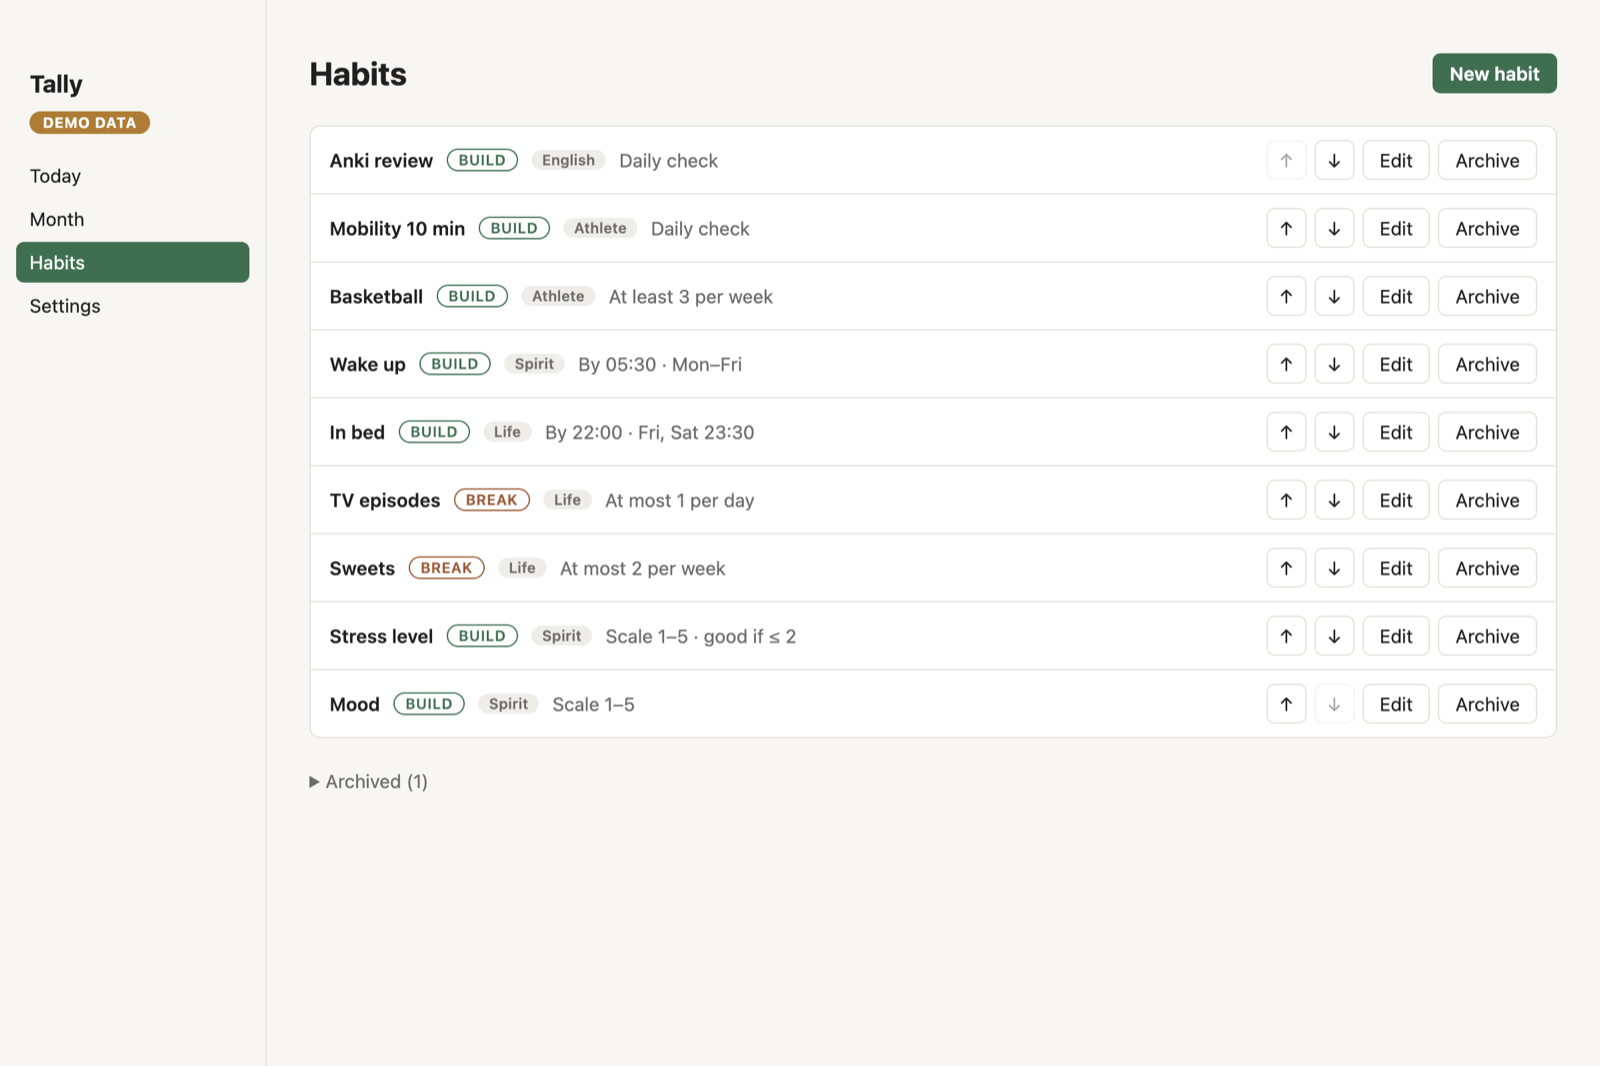 Tally
DEMO DATA
Today
Month
Habits
Settings
Habits
New habit
Anki review BUILD English Daily check ↑ ↓ Edit Archive
Mobility 10 min BUILD Athlete Daily check ↑ ↓ Edit Archive
Basketball BUILD Athlete At least 3 per week ↑ ↓ Edit Archive
Wake up BUILD Spirit By 05:30 · Mon–Fri ↑ ↓ Edit Archive
In bed BUILD Life By 22:00 · Fri, Sat 23:30 ↑ ↓ Edit Archive
TV episodes BREAK Life At most 1 per day ↑ ↓ Edit Archive
Sweets BREAK Life At most 2 per week ↑ ↓ Edit Archive
Stress level BUILD Spirit Scale 1–5 · good if ≤ 2 ↑ ↓ Edit Archive
Mood BUILD Spirit Scale 1–5 ↑ ↓ Edit Archive
▶ Archived (1)